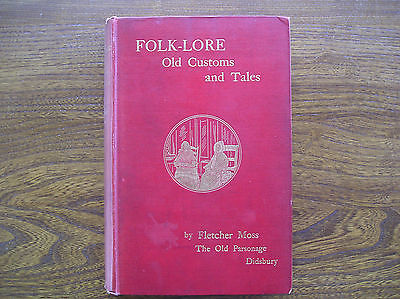 FOLK-LORE
Old Customs
and Tales
by Fletcher Moss
The Old Parsonage
Didsbury